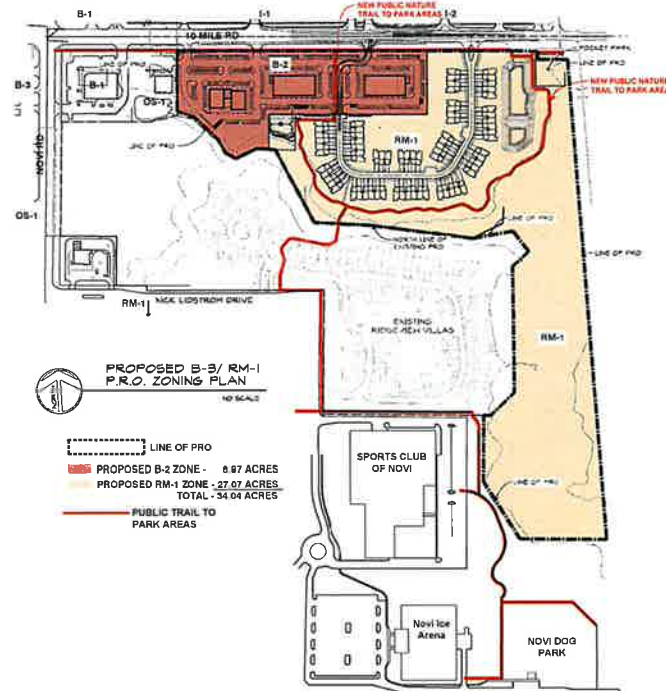 B-1
I-1
NEW PUBLIC NATURE
TRAIL TO PARK AREAS
I-2
10 MILE RD
POCKET PARK
LINE OF PRO
LINE OF PRO
B-2
B-3
B-1
OS-1
NEW PUBLIC NATURE
TRAIL TO PARK AREAS
NOVI RD
LINE OF PRO
RM-1
OS-1
LINE OF PRO
NORTH LINE OF
EXISTING PRO
LINE OF PRO
RM-1
NICK LIDSTROM DRIVE
EXISTING
RIDGEVIEW VILLAS
RM-1
PROPOSED B-3/ RM-1
P.R.O. ZONING PLAN
NORTH
NO SCALE
LINE OF PRO
PROPOSED B-2 ZONE - 6.97 ACRES
PROPOSED RM-1 ZONE - 27.07 ACRES
TOTAL - 34.04 ACRES
PUBLIC TRAIL TO
PARK AREAS
SPORTS CLUB
OF NOVI
LINE OF PRO
Novi Ice
Arena
NOVI DOG
PARK